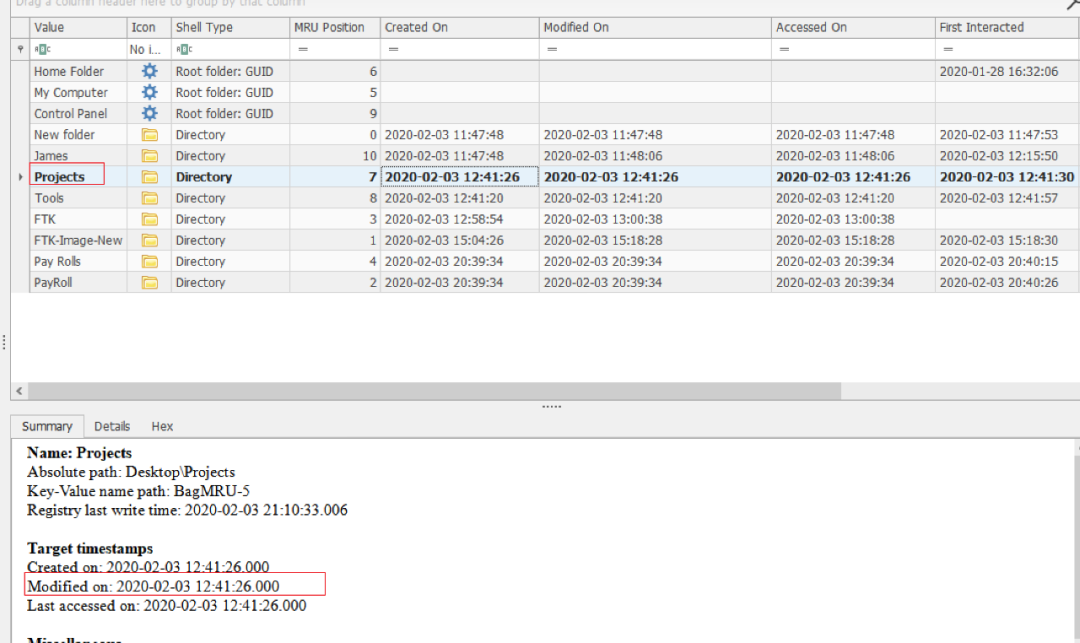 Drag a column header here to group by that column
Value Icon Shell Type MRU Position Created On Modified On Accessed On First Interacted
No i... = = = = =
Home Folder Root folder: GUID 6 2020-01-28 16:32:06
My Computer Root folder: GUID 5
Control Panel Root folder: GUID 9
New folder Directory 0 2020-02-03 11:47:48 2020-02-03 11:47:48 2020-02-03 11:47:48 2020-02-03 11:47:53
James Directory 10 2020-02-03 11:47:48 2020-02-03 11:48:06 2020-02-03 11:48:06 2020-02-03 12:15:50
Projects Directory 7 2020-02-03 12:41:26 2020-02-03 12:41:26 2020-02-03 12:41:26 2020-02-03 12:41:30
Tools Directory 8 2020-02-03 12:41:20 2020-02-03 12:41:20 2020-02-03 12:41:20 2020-02-03 12:41:57
FTK Directory 3 2020-02-03 12:58:54 2020-02-03 13:00:38 2020-02-03 13:00:38
FTK-Image-New Directory 1 2020-02-03 15:04:26 2020-02-03 15:18:28 2020-02-03 15:18:28 2020-02-03 15:18:30
Pay Rolls Directory 4 2020-02-03 20:39:34 2020-02-03 20:39:34 2020-02-03 20:39:34 2020-02-03 20:40:15
PayRoll Directory 2 2020-02-03 20:39:34 2020-02-03 20:39:34 2020-02-03 20:39:34 2020-02-03 20:40:26
Summary Details Hex
Name: Projects
Absolute path: Desktop\Projects
Key-Value name path: BagMRU-5
Registry last write time: 2020-02-03 21:10:33.006
Target timestamps
Created on: 2020-02-03 12:41:26.000
Modified on: 2020-02-03 12:41:26.000
Last accessed on: 2020-02-03 12:41:26.000
Miscellaneous